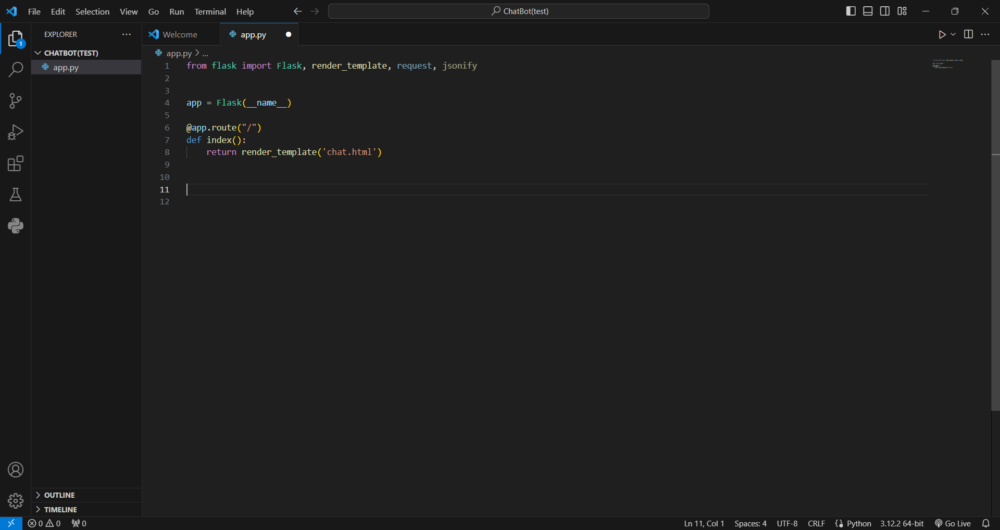 File Edit Selection View Go Run Terminal Help
ChatBot(test)
1
EXPLORER
CHATBOT(TEST)
app.py
OUTLINE
TIMELINE
Welcome
app.py
app.py > ...
1 from flask import Flask, render_template, request, jsonify
2
3
4 app = Flask(__name__)
5
6 @app.route("/")
7 def index():
8 return render_template('chat.html')
9
10
11
12
0 0 0
Ln 11, Col 1 Spaces: 4 UTF-8 CRLF Python 3.12.2 64-bit Go Live